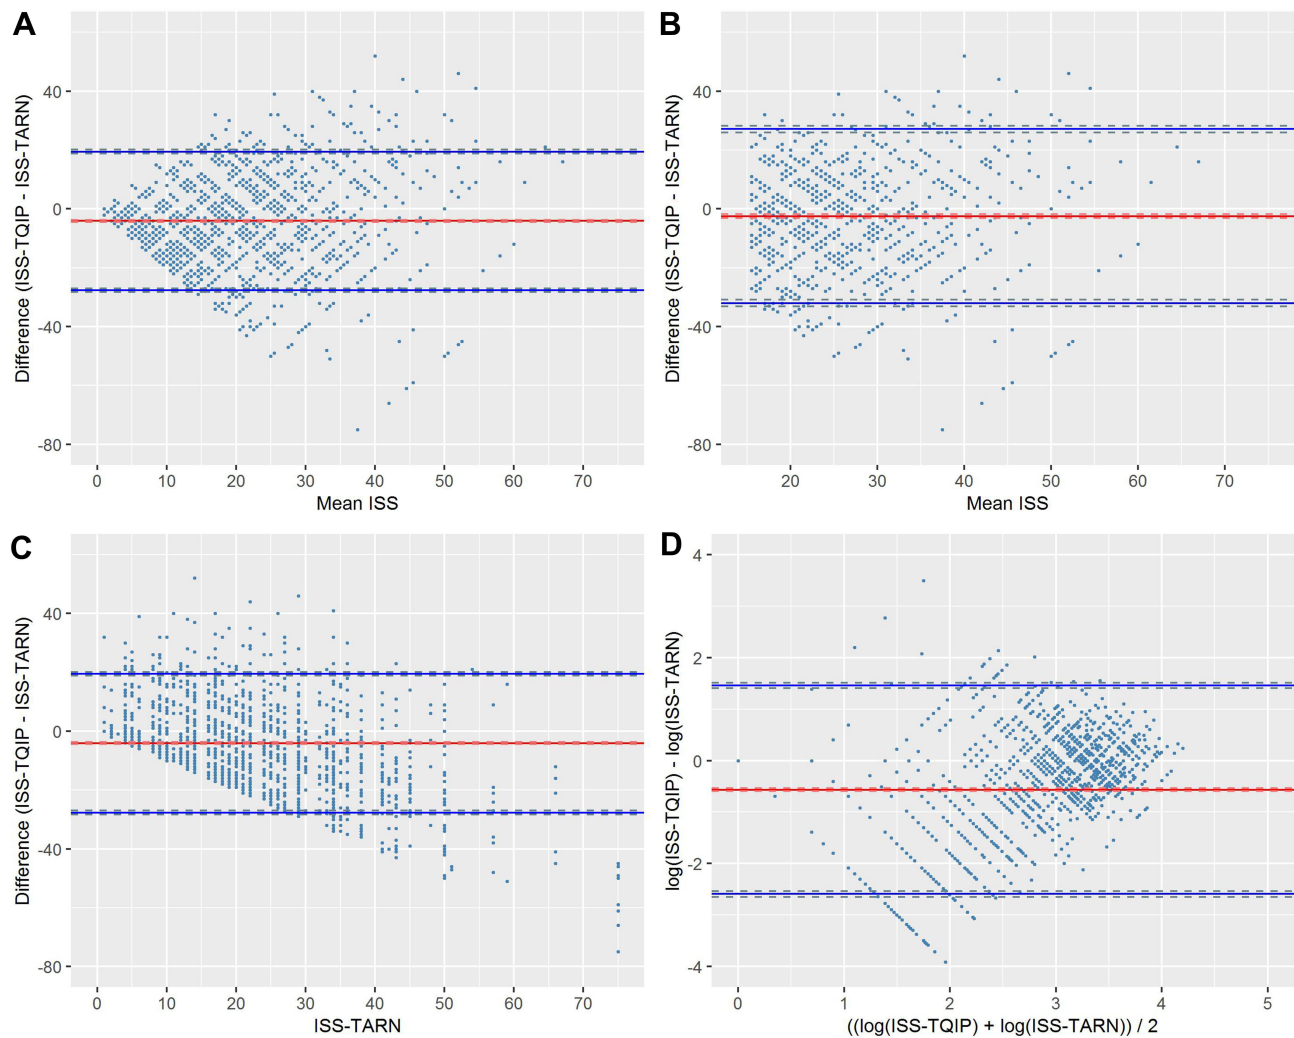 A
B
Difference (ISS-TQIP - ISS-TARN)
40
0
-40
-80
0 10 20 30 40 50 60 70
Mean ISS
Difference (ISS-TQIP - ISS-TARN)
40
0
-40
-80
20 30 40 50 60 70
Mean ISS
C
D
Difference (ISS-TQIP - ISS-TARN)
40
0
-40
-80
0 10 20 30 40 50 60 70
ISS-TARN
log(ISS-TQIP) - log(ISS-TARN)
4
2
0
-2
-4
0 1 2 3 4 5
((log(ISS-TQIP) + log(ISS-TARN)) / 2